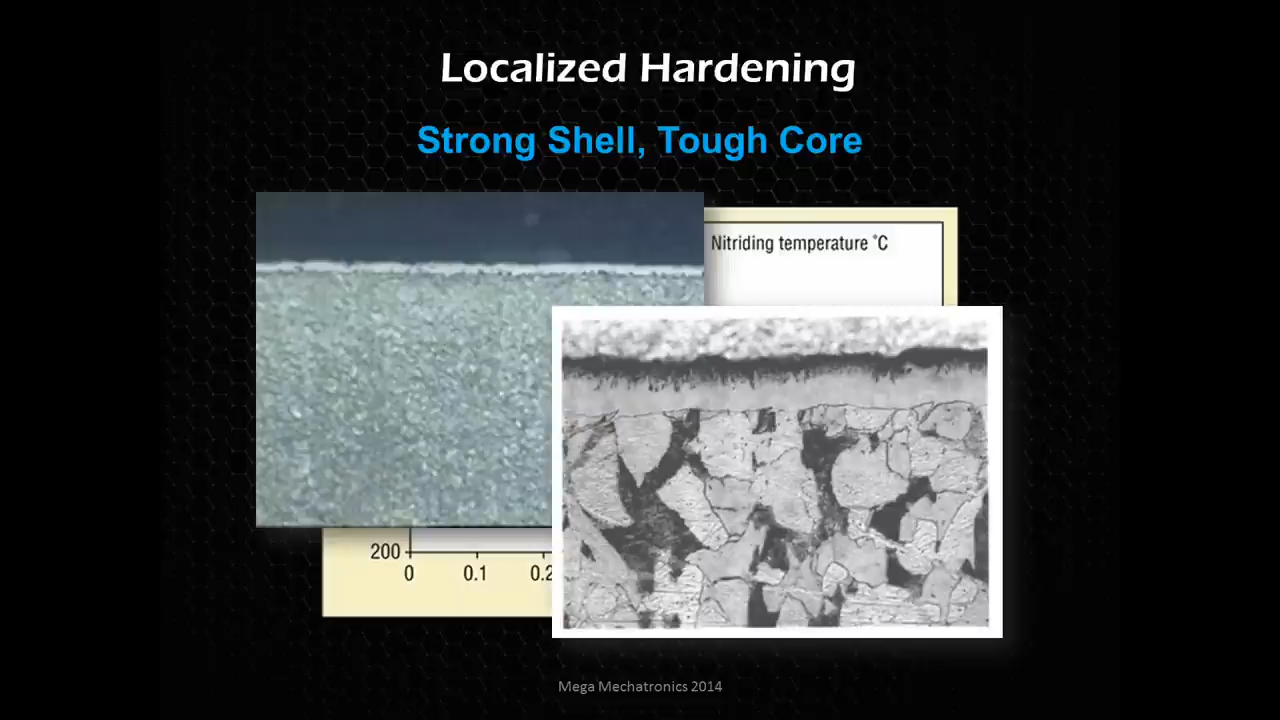 Localized Hardening
Strong Shell, Tough Core
Nitriding temperature °C
200
0 0.1 0.2
Mega Mechatronics 2014